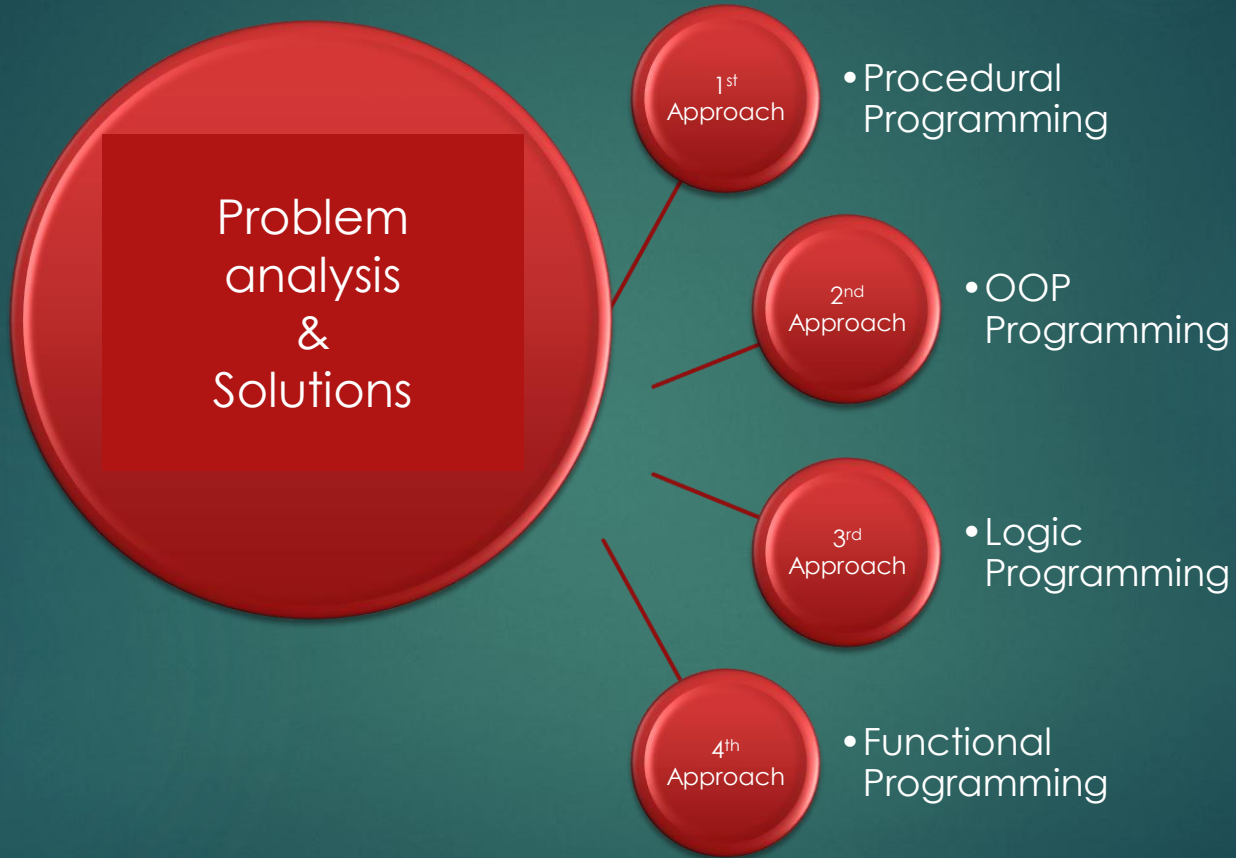 Problem
analysis
&
Solutions
1st
Approach
•Procedural
Programming
2nd
Approach
•OOP
Programming
3rd
Approach
•Logic
Programming
4th
Approach
•Functional
Programming